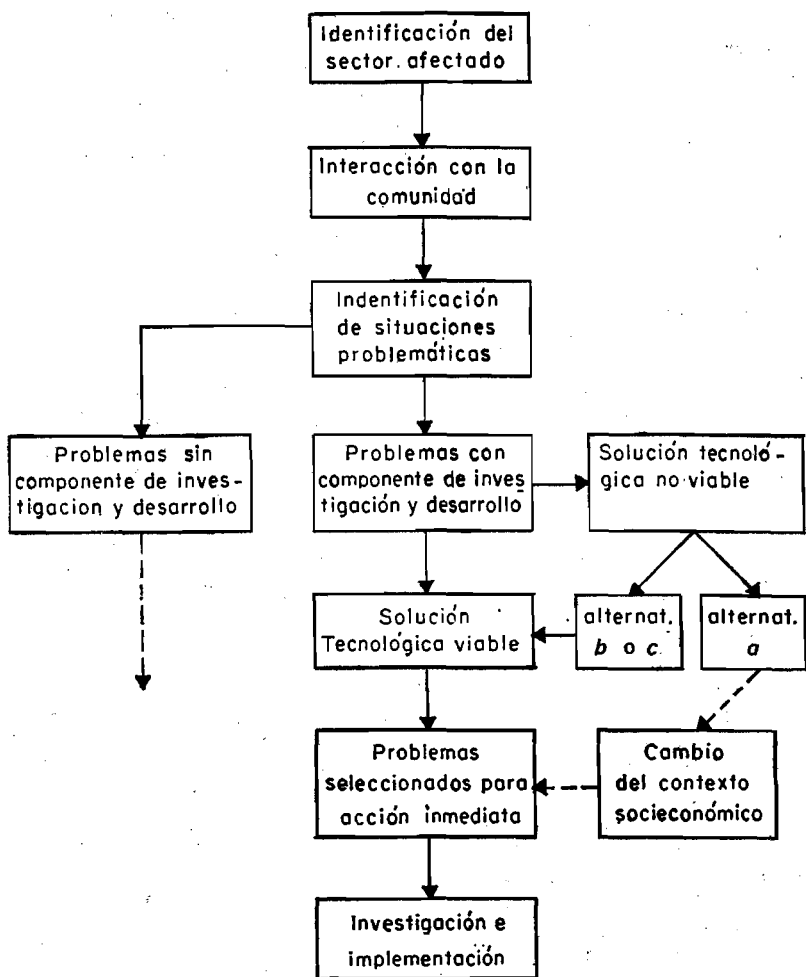 Identificación del
sector. afectado
Interacción con la
comunidad
Indentificación
de situaciones
problemáticas
Problemas sin
componente de inves-
tigacion y desarrollo
Problemas con
componente de inves
tigación y desarrollo
Solución tecnoló-
gica no viable
Solución
Tecnológica viable
alternat.
b o c
alternat.
a
Problemas
seleccionados para
acción inmediata
Cambio
del contexto
socieconómico
Investigación e
implementación